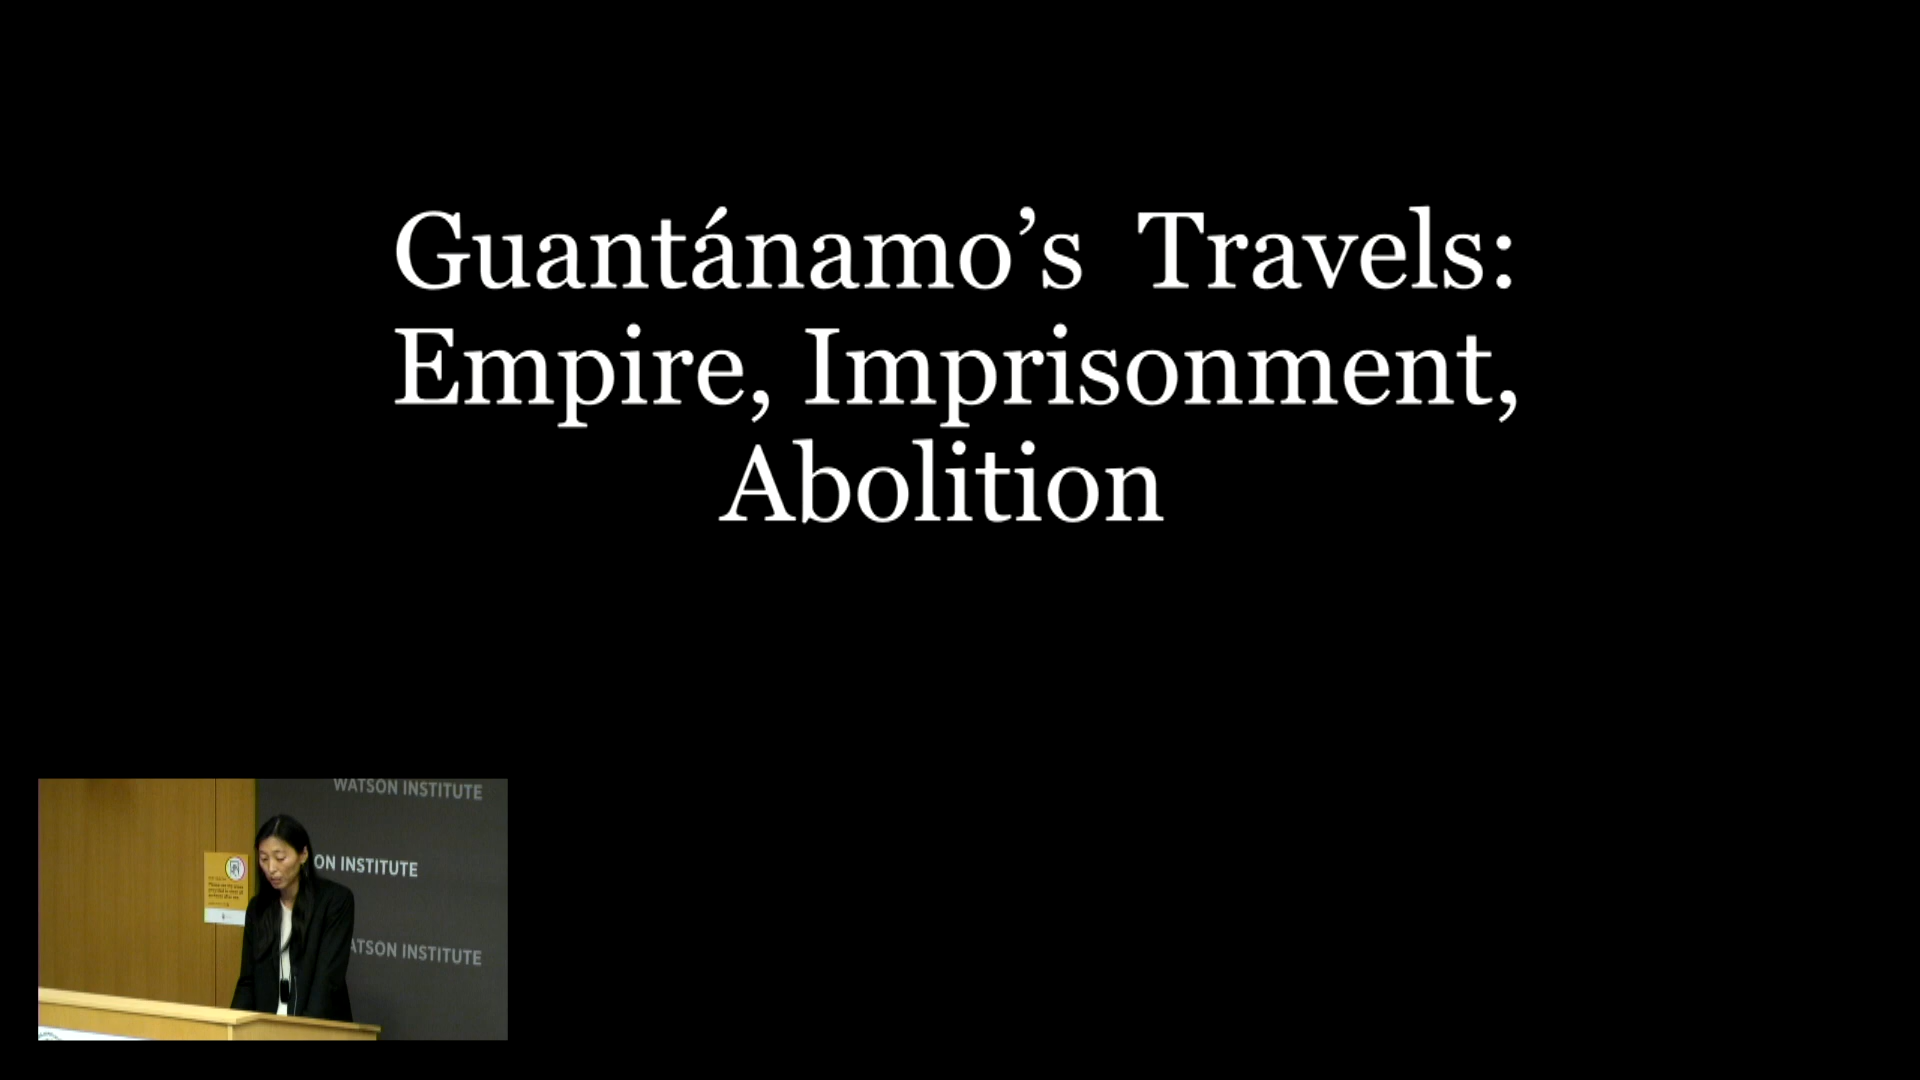 Guantánamo’s Travels:
Empire, Imprisonment,
Abolition
WATSON INSTITUTE
ON INSTITUTE
ATSON INSTITUTE